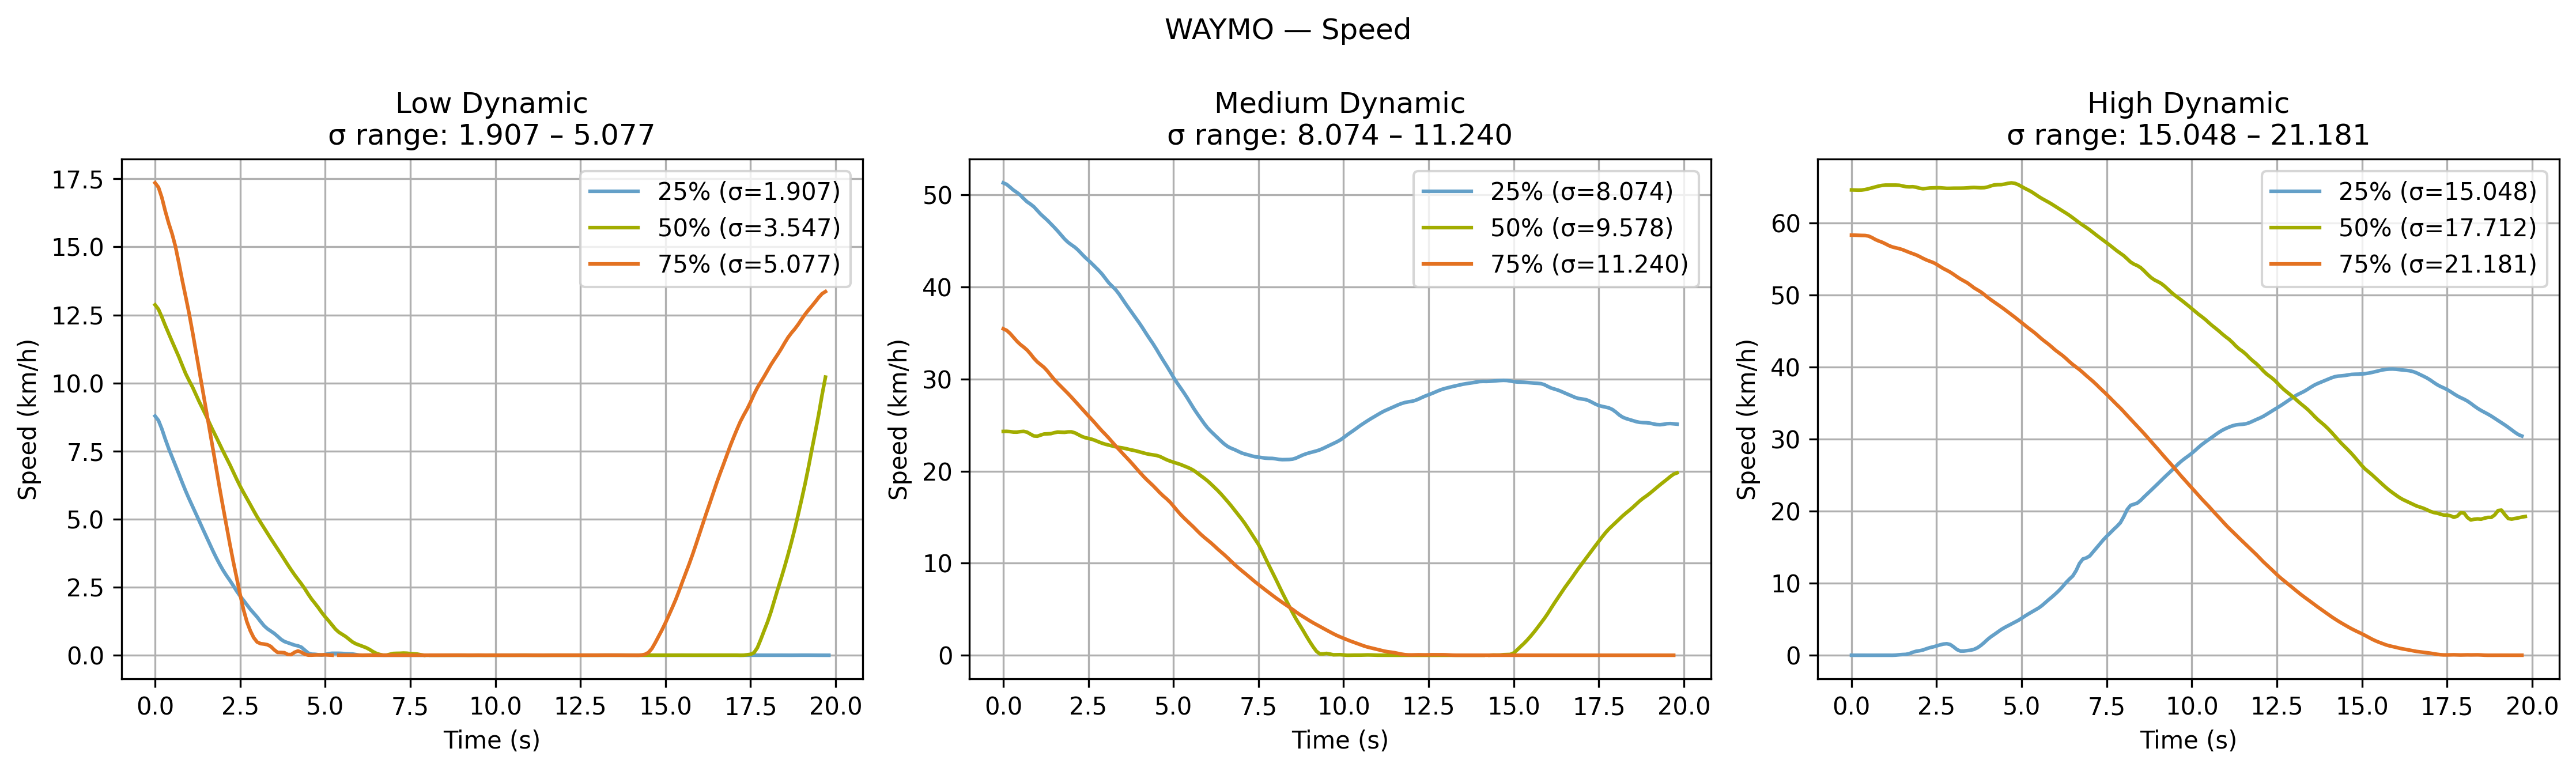 WAYMO — Speed
Low Dynamic
σ range: 1.907 – 5.077
17.5
15.0
12.5
10.0
7.5
5.0
2.5
0.0
Speed (km/h)
25% (σ=1.907)
50% (σ=3.547)
75% (σ=5.077)
0.0 2.5 5.0 7.5 10.0 12.5 15.0 17.5 20.0
Time (s)
Medium Dynamic
σ range: 8.074 – 11.240
50
40
30
20
10
0
Speed (km/h)
25% (σ=8.074)
50% (σ=9.578)
75% (σ=11.240)
0.0 2.5 5.0 7.5 10.0 12.5 15.0 17.5 20.0
Time (s)
High Dynamic
σ range: 15.048 – 21.181
60
50
40
30
20
10
0
Speed (km/h)
25% (σ=15.048)
50% (σ=17.712)
75% (σ=21.181)
0.0 2.5 5.0 7.5 10.0 12.5 15.0 17.5 20.0
Time (s)